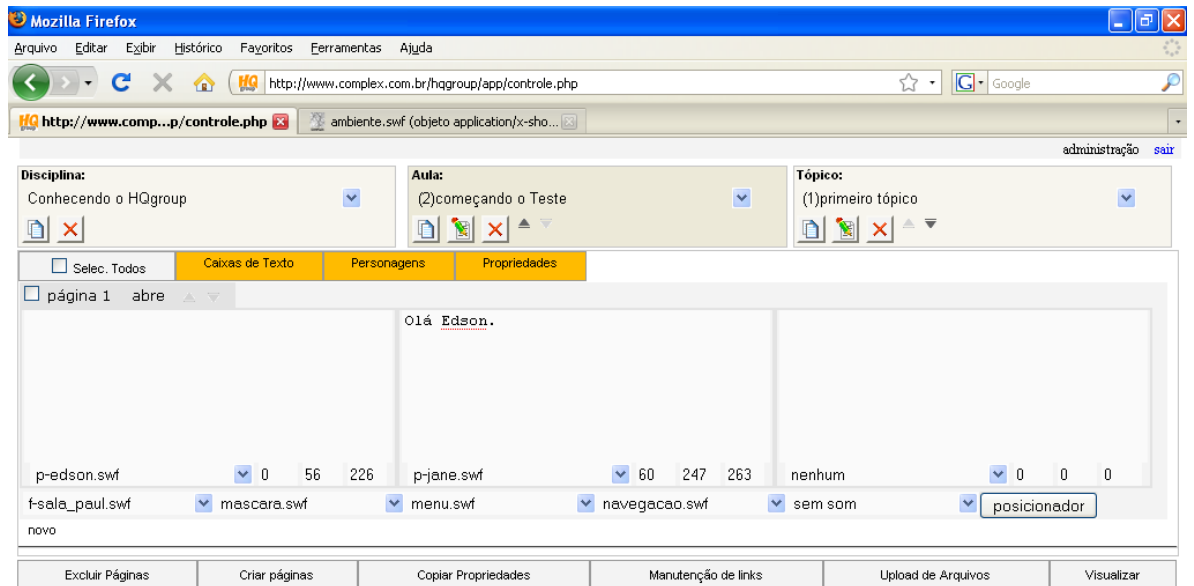 Mozilla Firefox
Arquivo Editar Exibir Histórico Favoritos Ferramentas Ajuda
HQ http://www.complex.com.br/hqgroup/app/controle.php G Google
HQ http://www.comp...p/controle.php ambiente.swf (objeto application/x-sho...
administração sair
Disciplina: Aula: Tópico:
Conhecendo o HQgroup (2)começando o Teste (1)primeiro tópico
Selec. Todos Caixas de Texto Personagens Propriedades
página 1 abre
Olá Edson.
p-edson.swf 0 56 226 p-jane.swf 60 247 263 nenhum 0 0 0
f-sala_paul.swf mascara.swf menu.swf navegacao.swf sem som posicionador
novo
Excluir Páginas Criar páginas Copiar Propriedades Manutenção de links Upload de Arquivos Visualizar